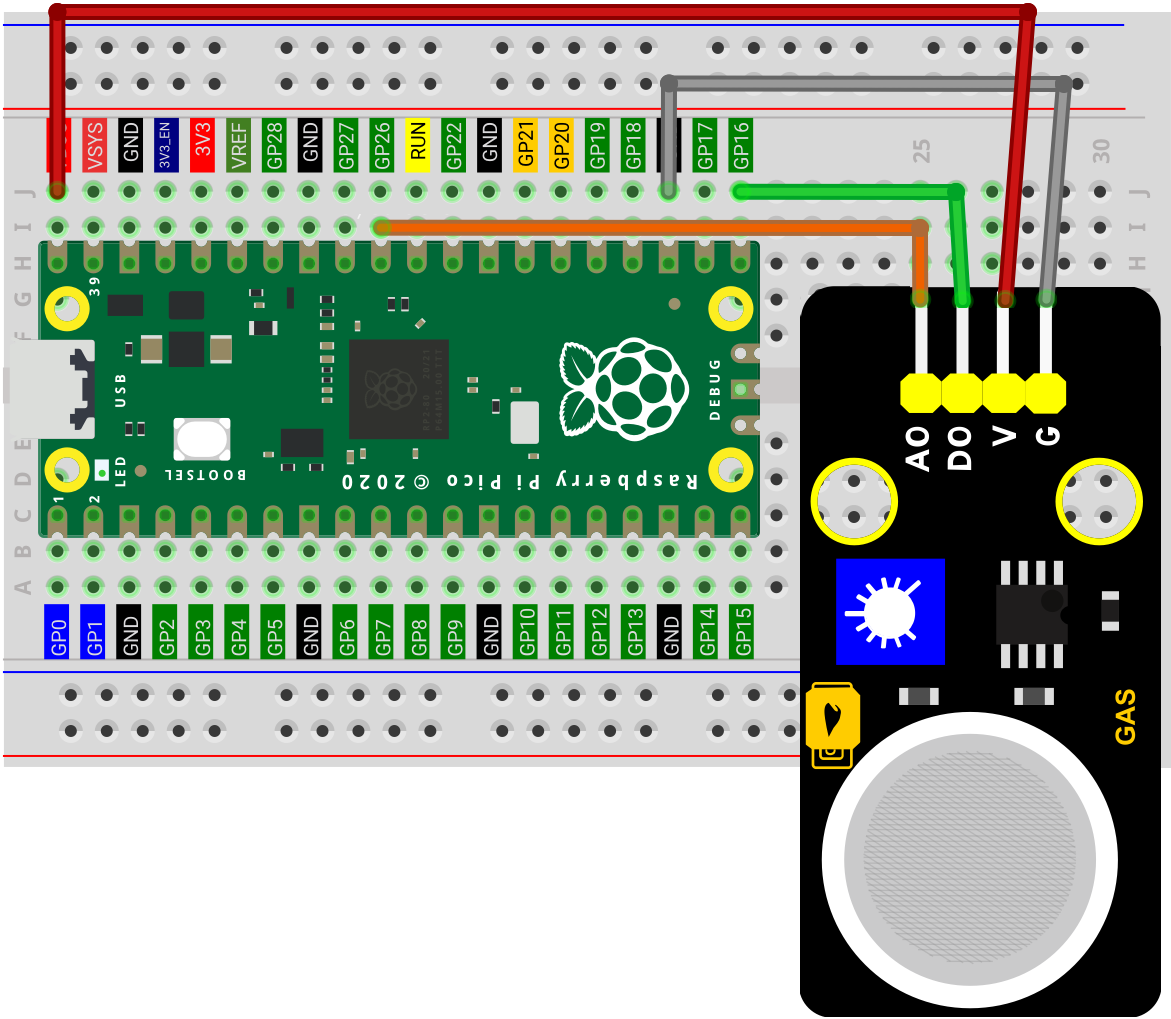 VSYS GND 3V3_EN 3V3 VREF GP28 GND GP27 GP26 RUN GP22 GND GP21 GP20 GP19 GP18 GP17 GP16
25 30
J J
I I
H H
G
F
39
USB
DEBUG
E
D
C
B
A
LED
BOOTSEL
1 2
Raspberry Pi Pico © 2020
AO DO V G
GP0 GP1 GND GP2 GP3 GP4 GP5 GND GP6 GP7 GP8 GP9 GND GP10 GP11 GP12 GP13 GND GP14 GP15
GAS